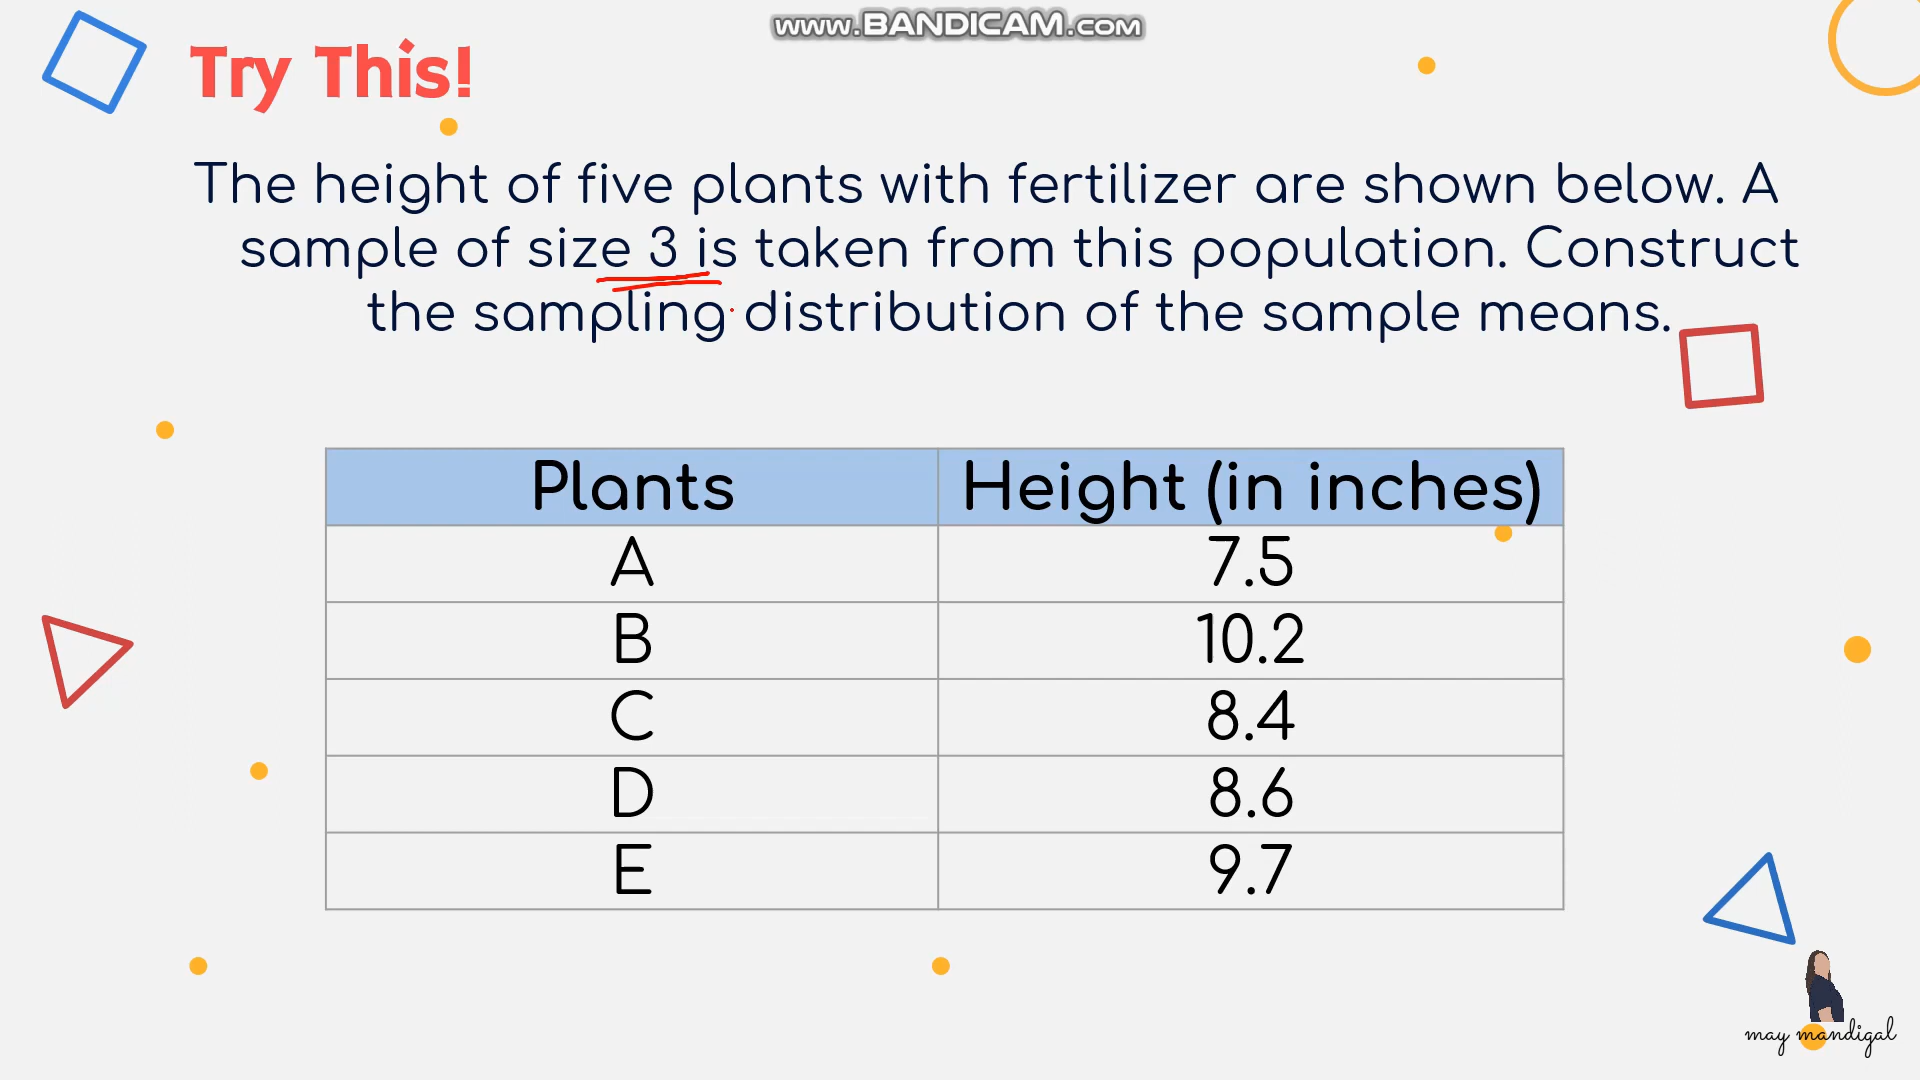 www.BANDICAM.com
Try This!
The height of five plants with fertilizer are shown below. A
sample of size 3 is taken from this population. Construct
the sampling distribution of the sample means.
Plants Height (in inches)
A 7.5
B 10.2
C 8.4
D 8.6
E 9.7
may mandigal